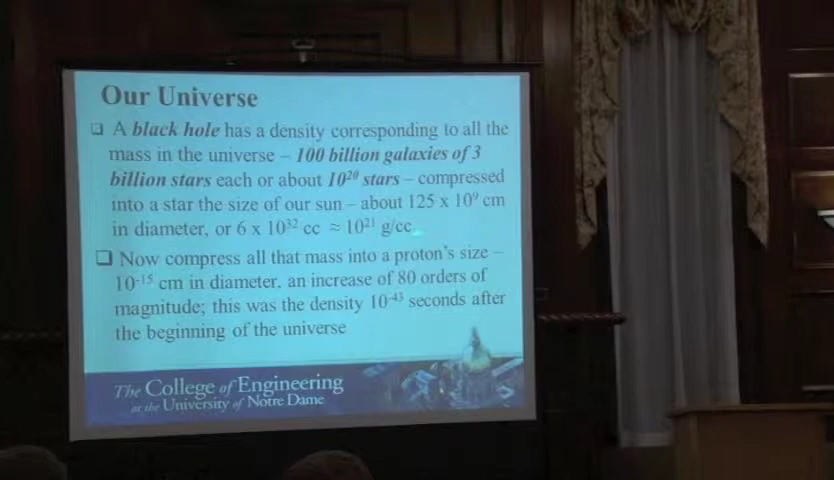 Our Universe
❑ A black hole has a density corresponding to all the
mass in the universe – 100 billion galaxies of 3
billion stars each or about 10²⁰ stars – compressed
into a star the size of our sun – about 125 x 10⁹ cm
in diameter, or 6 x 10³² cc ≈ 10²¹ g/cc
❑ Now compress all that mass into a proton's size –
10⁻¹⁵ cm in diameter, an increase of 80 orders of
magnitude; this was the density 10⁻⁴³ seconds after
the beginning of the universe
The College of Engineering
at the University of Notre Dame